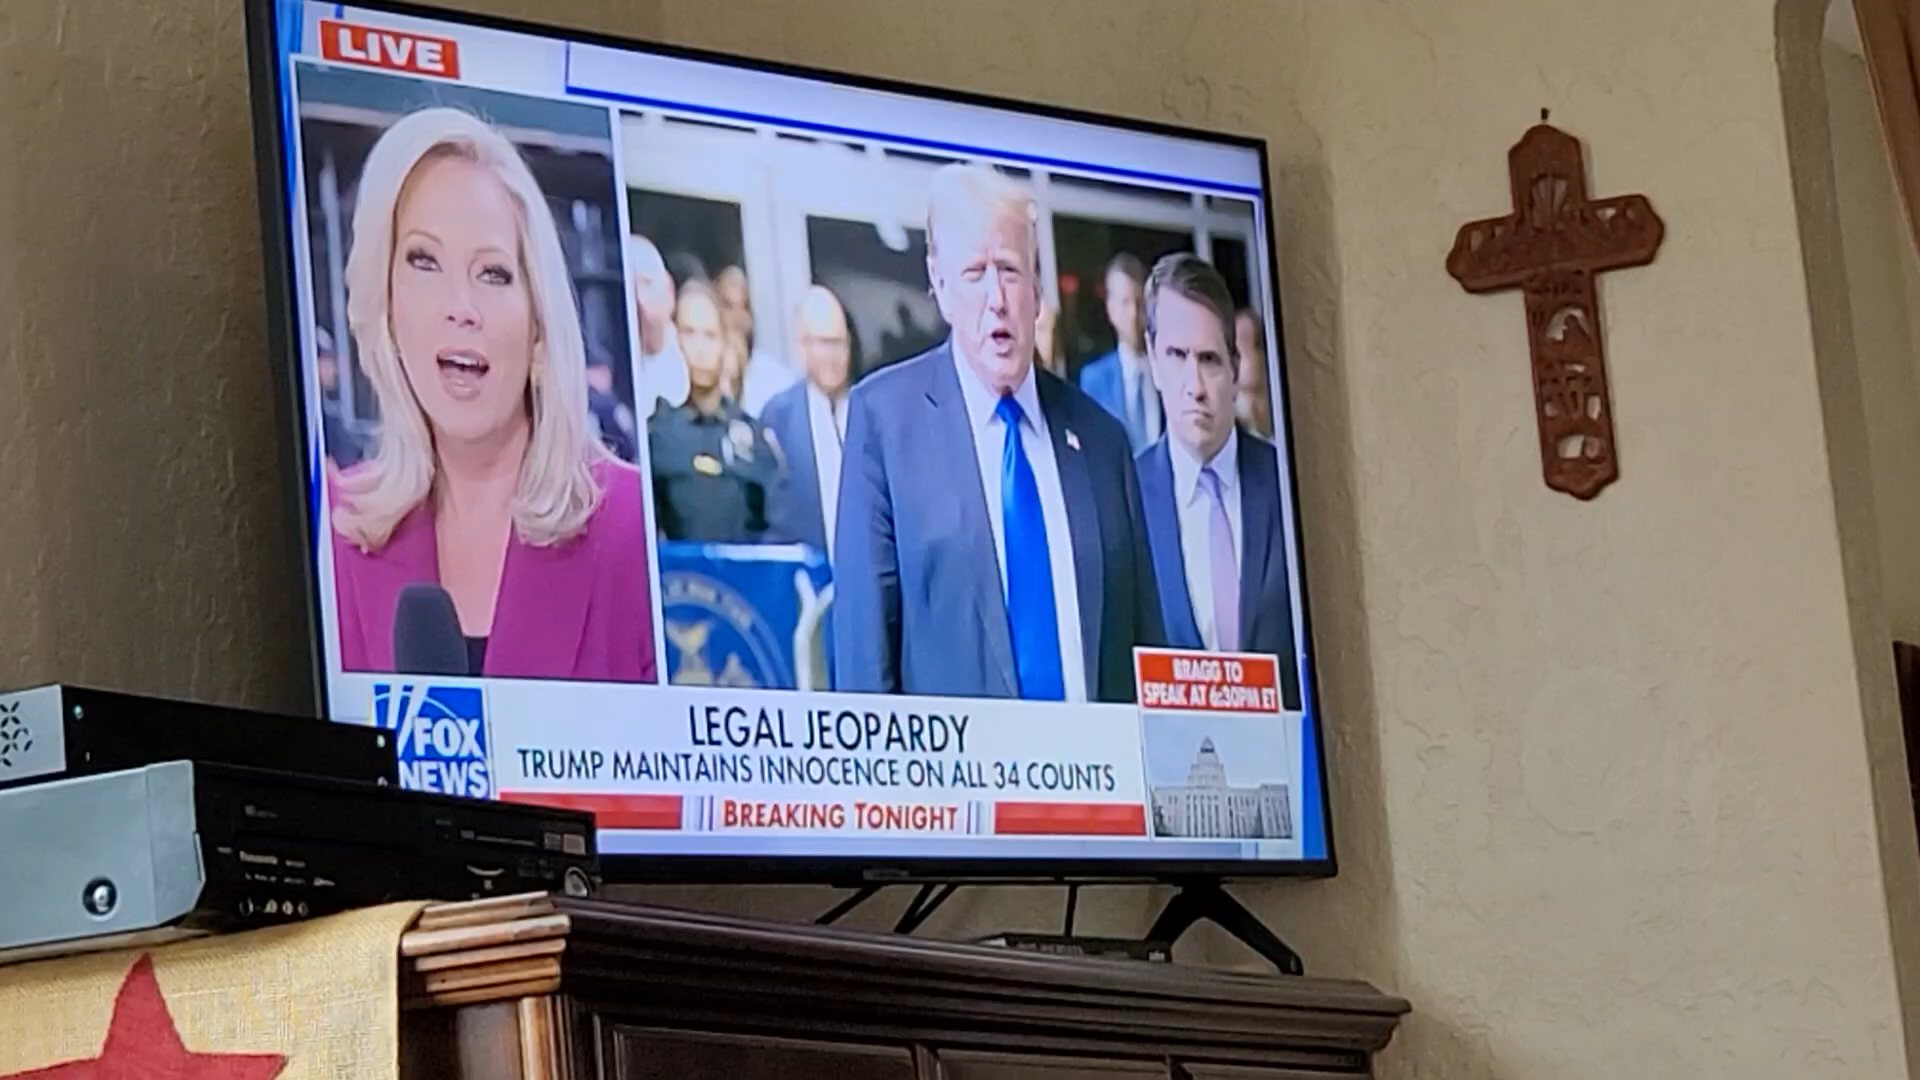 LIVE
BRAGG TO
SPEAK AT 6:30PM ET
FOX
NEWS
LEGAL JEOPARDY
TRUMP MAINTAINS INNOCENCE ON ALL 34 COUNTS
BREAKING TONIGHT
Panasonic